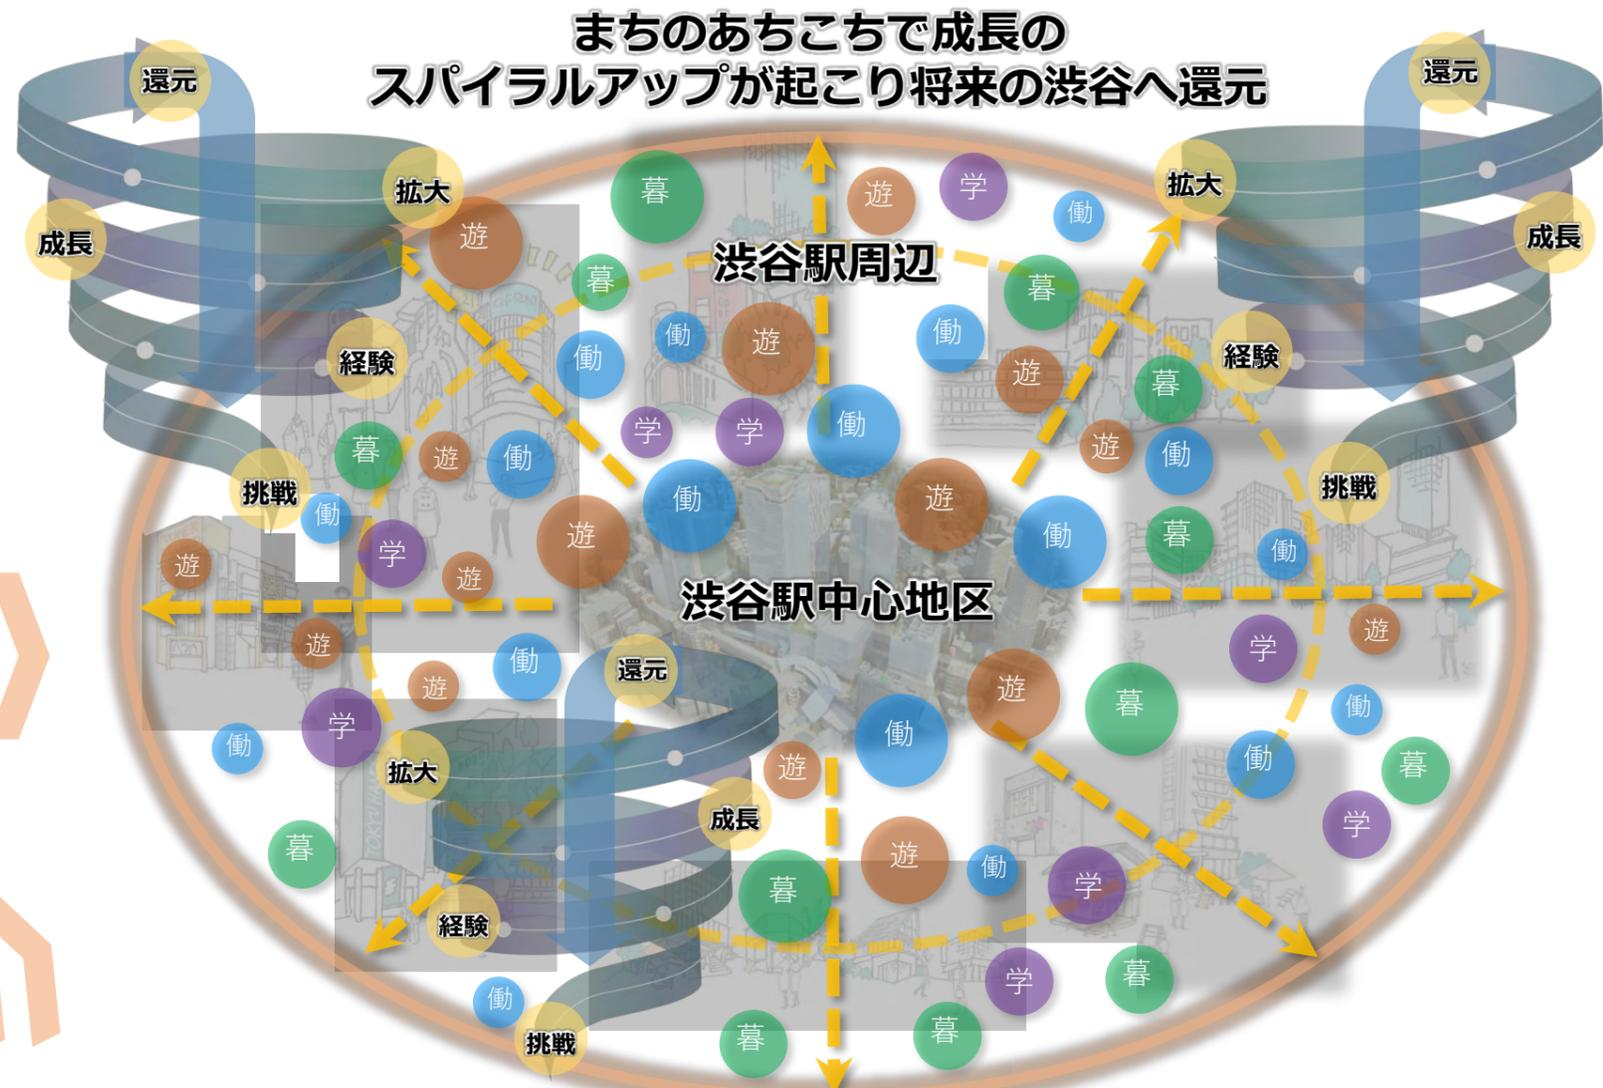 まちのあちこちで成長の
スパイラルアップが起こり将来の渋谷へ還元
還元
還元
拡大
拡大
成長
成長
暮
遊
学
働
遊
渋谷駅周辺
暮
暮
働
遊
働
働
経験
経験
遊
暮
学
学
働
暮
遊
働
遊
働
挑戦
挑戦
働
遊
働
遊
働
学
遊
暮
働
遊
遊
渋谷駅中心地区
遊
学
遊
働
還元
遊
遊
暮
働
学
働
働
拡大
遊
働
暮
成長
学
暮
遊
働
暮
学
経験
働
学
暮
挑戦
暮
暮